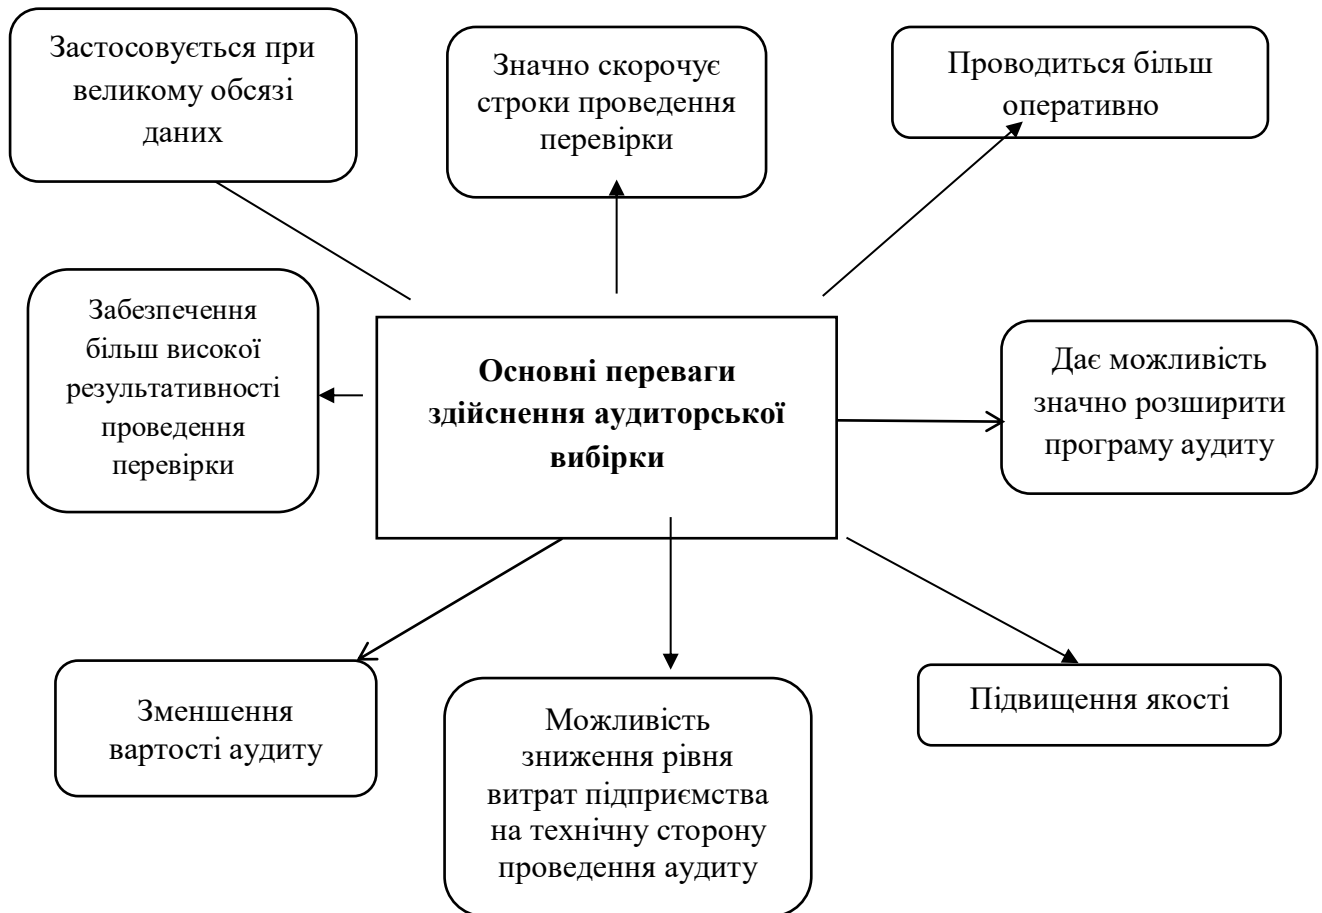 Застосовується при
великому обсязі
даних
Значно скорочує
строки проведення
перевірки
Проводиться більш
оперативно
Забезпечення
більш високої
результативності
проведення
перевірки
Основні переваги
здійснення аудиторської
вибірки
Дає можливість
значно розширити
програму аудиту
Зменшення
вартості аудиту
Можливість
зниження рівня
витрат підприємства
на технічну сторону
проведення аудиту
Підвищення якості